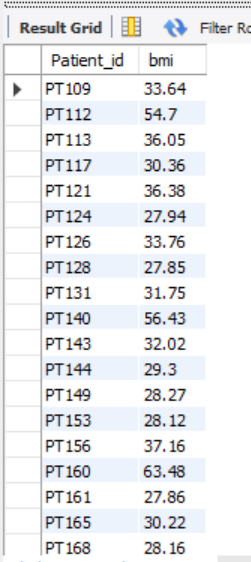 Result Grid Filter Ro
Patient_id bmi
PT109 33.64
PT112 54.7
PT113 36.05
PT117 30.36
PT121 36.38
PT124 27.94
PT126 33.76
PT128 27.85
PT131 31.75
PT140 56.43
PT143 32.02
PT144 29.3
PT149 28.27
PT153 28.12
PT156 37.16
PT160 63.48
PT161 27.86
PT165 30.22
PT168 28.16